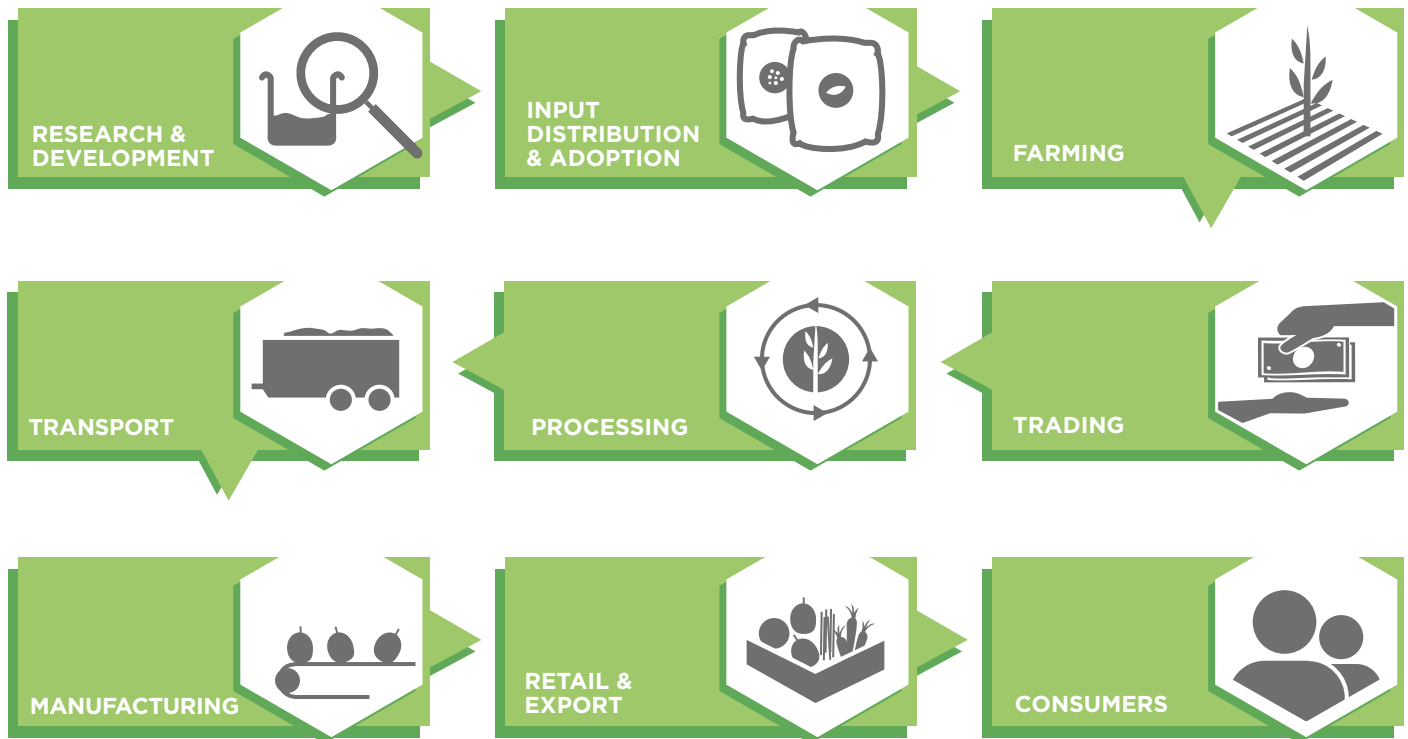 RESEARCH &
DEVELOPMENT
INPUT
DISTRIBUTION
& ADOPTION
FARMING
TRANSPORT
PROCESSING
TRADING
MANUFACTURING
RETAIL &
EXPORT
CONSUMERS